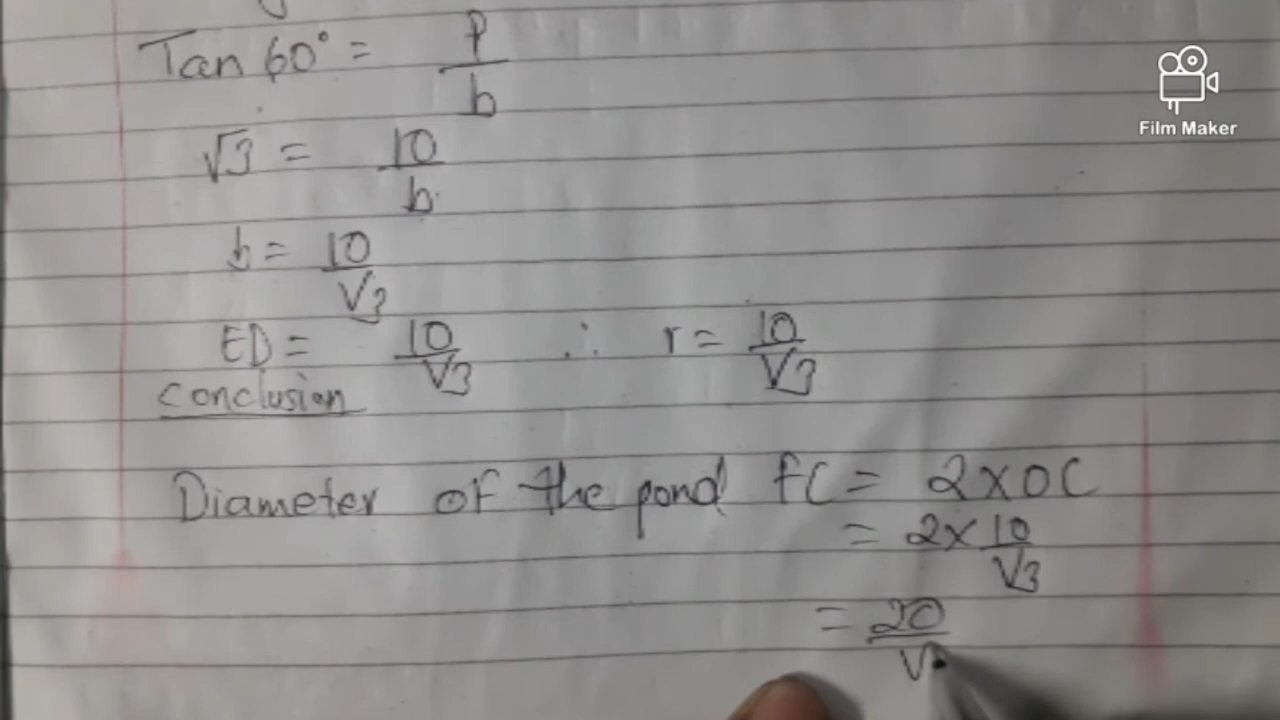 Tan 60° = P/b
√3 = 10/b
b = 10/√3
ED = 10/√3 ∴ r = 10/√3
conclusion
Diameter of the pond fC = 2×OC
= 2× 10/√3
= 20/√
Film Maker